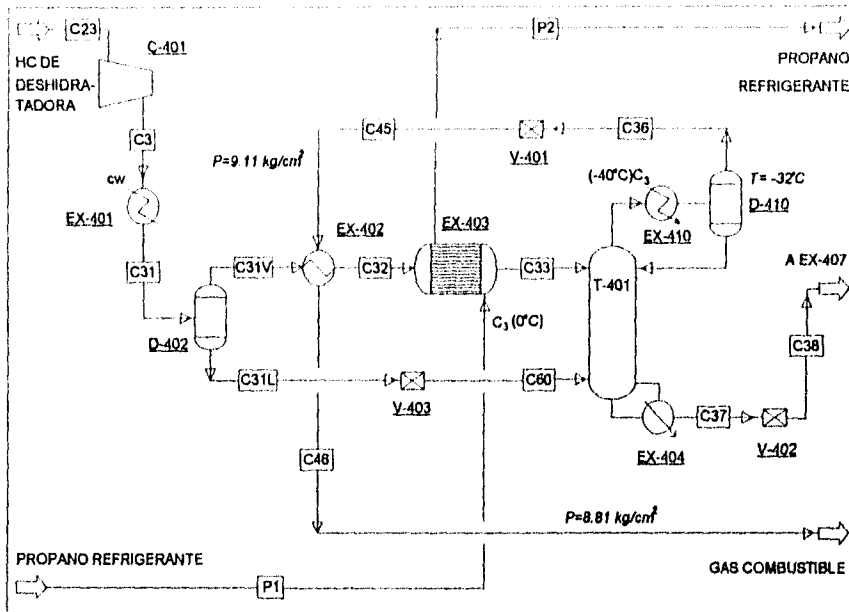 C23
C-401
HC DE
DESHIDRA-
TADORA
C3
cw
EX-401
C31
D-402
C31V
C31L
P=9.11 kg/cm²
C45
V-401
C36
P2
PROPANO
REFRIGERANTE
EX-402
C32
EX-403
C33
C₃ (0°C)
(-40°C)C₃
EX-410
T= -32°C
D-410
T-401
A EX-407
C38
V-403
C60
C37
V-402
EX-404
C46
P=8.81 kg/cm²
GAS COMBUSTIBLE
PROPANO REFRIGERANTE
P1